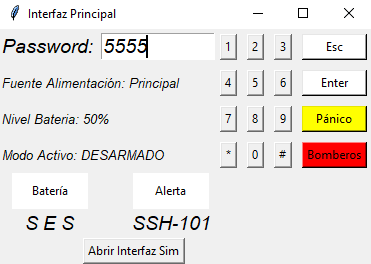 Interfaz Principal
Password: 5555 1 2 3 Esc
Fuente Alimentación: Principal 4 5 6 Enter
Nivel Bateria: 50% 7 8 9 Pánico
Modo Activo: DESARMADO * 0 # Bomberos
Batería Alerta
S E S SSH-101
Abrir Interfaz Sim